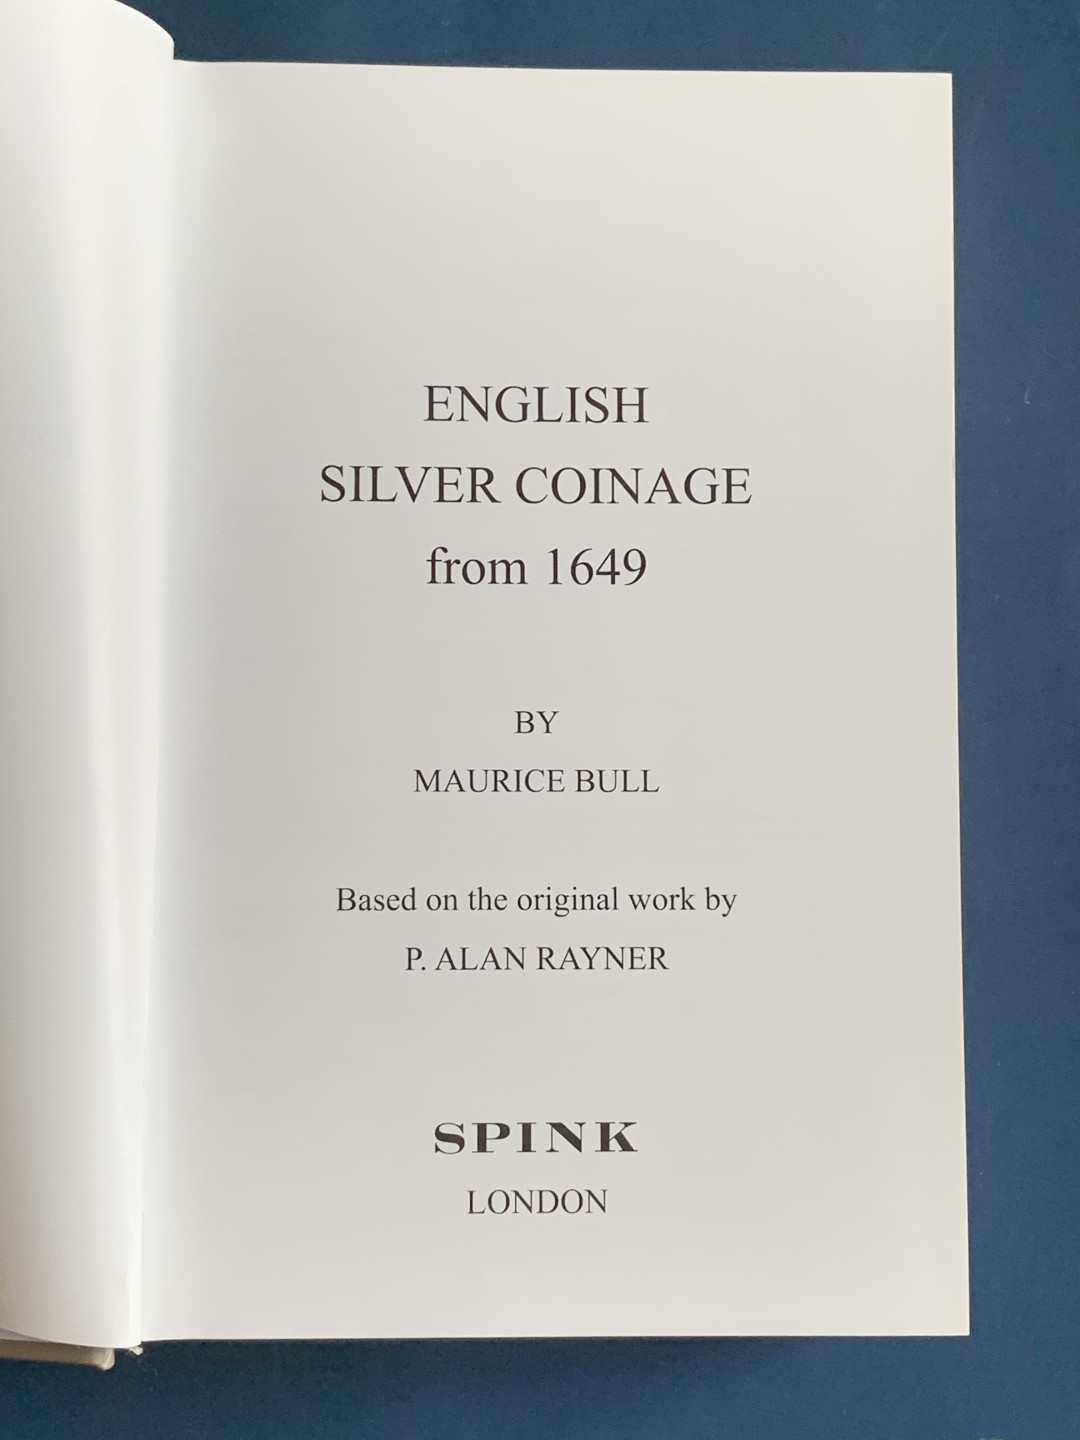 ENGLISH
SILVER COINAGE
from 1649
BY
MAURICE BULL
Based on the original work by
P. ALAN RAYNER
SPINK
LONDON